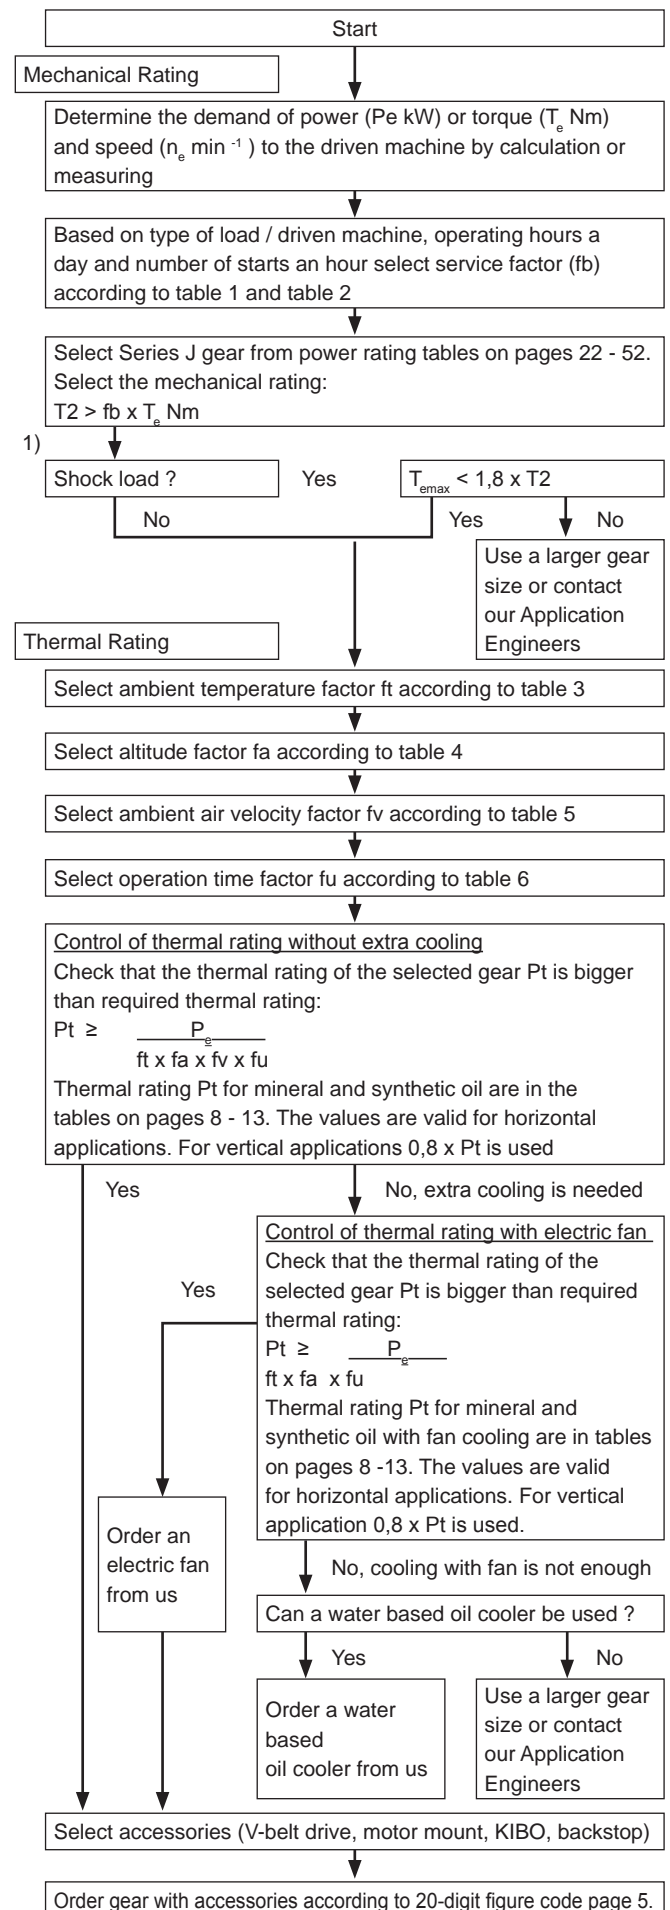 Start
Mechanical Rating
Determine the demand of power (Pe kW) or torque (Te Nm)
and speed (ne min -1 ) to the driven machine by calculation or
measuring
Based on type of load / driven machine, operating hours a
day and number of starts an hour select service factor (fb)
according to table 1 and table 2
Select Series J gear from power rating tables on pages 22 - 52.
Select the mechanical rating:
T2 > fb x Te Nm
1)
Shock load ?
Yes
Temax < 1,8 x T2
No
Yes
No
Use a larger gear
size or contact
our Application
Engineers
Thermal Rating
Select ambient temperature factor ft according to table 3
Select altitude factor fa according to table 4
Select ambient air velocity factor fv according to table 5
Select operation time factor fu according to table 6
Control of thermal rating without extra cooling
Check that the thermal rating of the selected gear Pt is bigger
than required thermal rating:
Pt ≥ Pe
ft x fa x fv x fu
Thermal rating Pt for mineral and synthetic oil are in the
tables on pages 8 - 13. The values are valid for horizontal
applications. For vertical applications 0,8 x Pt is used
Yes
No, extra cooling is needed
Control of thermal rating with electric fan
Check that the thermal rating of the
selected gear Pt is bigger than required
thermal rating:
Pt ≥ Pe
ft x fa x fu
Thermal rating Pt for mineral and
synthetic oil with fan cooling are in tables
on pages 8 -13. The values are valid
for horizontal applications. For vertical
application 0,8 x Pt is used.
Yes
Order an
electric fan
from us
No, cooling with fan is not enough
Can a water based oil cooler be used ?
Yes
No
Order a water
based
oil cooler from us
Use a larger gear
size or contact
our Application
Engineers
Select accessories (V-belt drive, motor mount, KIBO, backstop)
Order gear with accessories according to 20-digit figure code page 5.